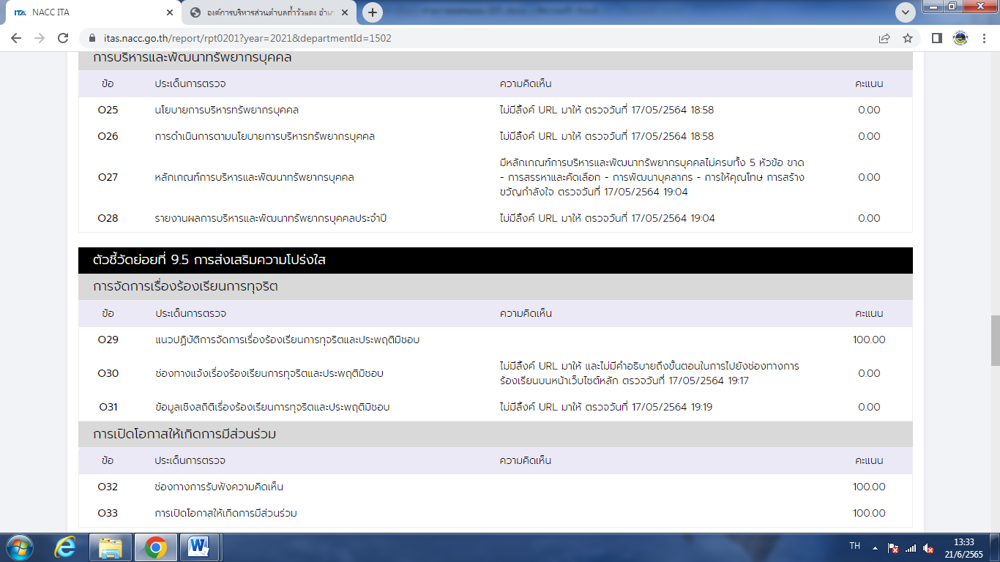 NACC ITA
องค์การบริหารส่วนตำบลถ้ำวัวแดง อำเภ
itas.nacc.go.th/report/rpt0201?year=2021&departmentId=1502
การบริหารและพัฒนาทรัพยากรบุคคล
ข้อ ประเด็นการตรวจ ความคิดเห็น คะแนน
O25 นโยบายการบริหารทรัพยากรบุคคล ไม่มีลิ้งค์ URL มาให้ ตรวจวันที่ 17/05/2564 18:58 0.00
O26 การดำเนินการตามนโยบายการบริหารทรัพยากรบุคคล ไม่มีลิ้งค์ URL มาให้ ตรวจวันที่ 17/05/2564 18:58 0.00
มีหลักเกณฑ์การบริหารและพัฒนาทรัพยากรบุคคลไม่ครบทั้ง 5 หัวข้อ ขาด
O27 หลักเกณฑ์การบริหารและพัฒนาทรัพยากรบุคคล - การสรรหาและคัดเลือก - การพัฒนาบุคลากร - การให้คุณโทษ การสร้าง 0.00
ขวัญกำลังใจ ตรวจวันที่ 17/05/2564 19:04
O28 รายงานผลการบริหารและพัฒนาทรัพยากรบุคคลประจำปี ไม่มีลิ้งค์ URL มาให้ ตรวจวันที่ 17/05/2564 19:04 0.00
ตัวชี้วัดย่อยที่ 9.5 การส่งเสริมความโปร่งใส
การจัดการเรื่องร้องเรียนการทุจริต
ข้อ ประเด็นการตรวจ ความคิดเห็น คะแนน
O29 แนวปฏิบัติการจัดการเรื่องร้องเรียนการทุจริตและประพฤติมิชอบ 100.00
O30 ช่องทางแจ้งเรื่องร้องเรียนการทุจริตและประพฤติมิชอบ ไม่มีลิ้งค์ URL มาให้ และไม่มีคำอธิบายถึงขั้นตอนในการไปยังช่องทางการ 0.00
ร้องเรียนบนหน้าเว็บไซต์หลัก ตรวจวันที่ 17/05/2564 19:17
O31 ข้อมูลเชิงสถิติเรื่องร้องเรียนการทุจริตและประพฤติมิชอบ ไม่มีลิ้งค์ URL มาให้ ตรวจวันที่ 17/05/2564 19:19 0.00
การเปิดโอกาสให้เกิดการมีส่วนร่วม
ข้อ ประเด็นการตรวจ ความคิดเห็น คะแนน
O32 ช่องทางการรับฟังความคิดเห็น 100.00
O33 การเปิดโอกาสให้เกิดการมีส่วนร่วม 100.00
TH
13:33
21/6/2565